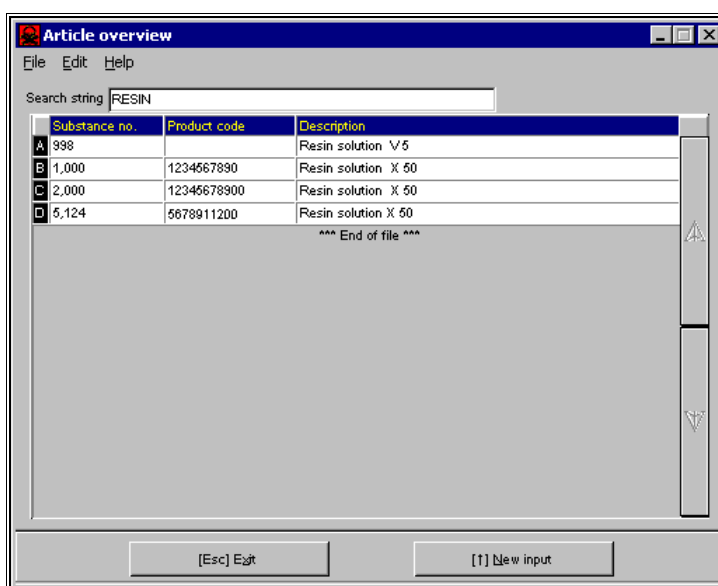 Article overview
File Edit Help
Search string RESIN
Substance no. Product code Description
A 998 Resin solution V5
B 1,000 1234567890 Resin solution X 50
C 2,000 12345678900 Resin solution X 50
D 5,124 5678911200 Resin solution X 50
*** End of file ***
[Esc] Exit [↑] New input